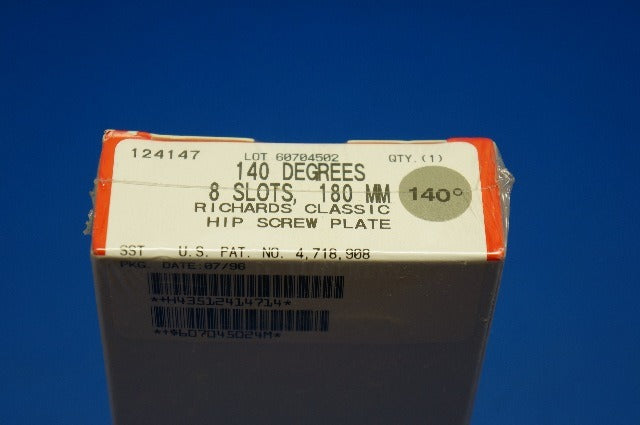 124147 LOT 60704502 QTY.(1)
140 DEGREES
8 SLOTS, 180 MM 140°
RICHARDS CLASSIC
HIP SCREW PLATE
SST U.S. PAT. NO. 4,718,908
PKG. DATE:07/96
*+H43512414714*
*+$607045024M*